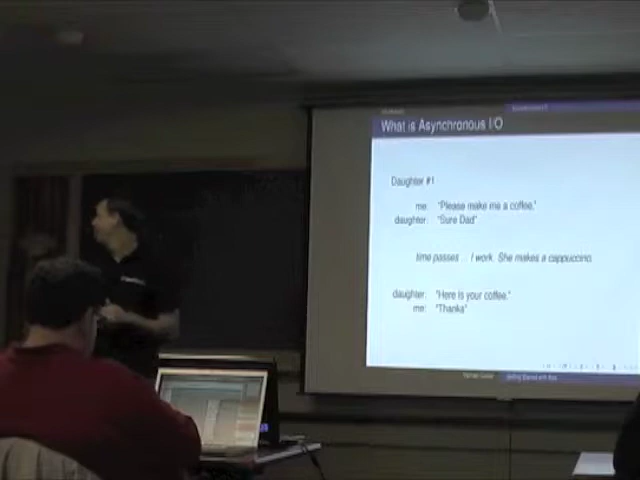 What is Asynchronous I/O
Daughter #1
me: "Please make me a coffee."
daughter: "Sure Dad"
time passes ... I work. She makes a cappuccino.
daughter: "Here is your coffee."
me: "Thanks"